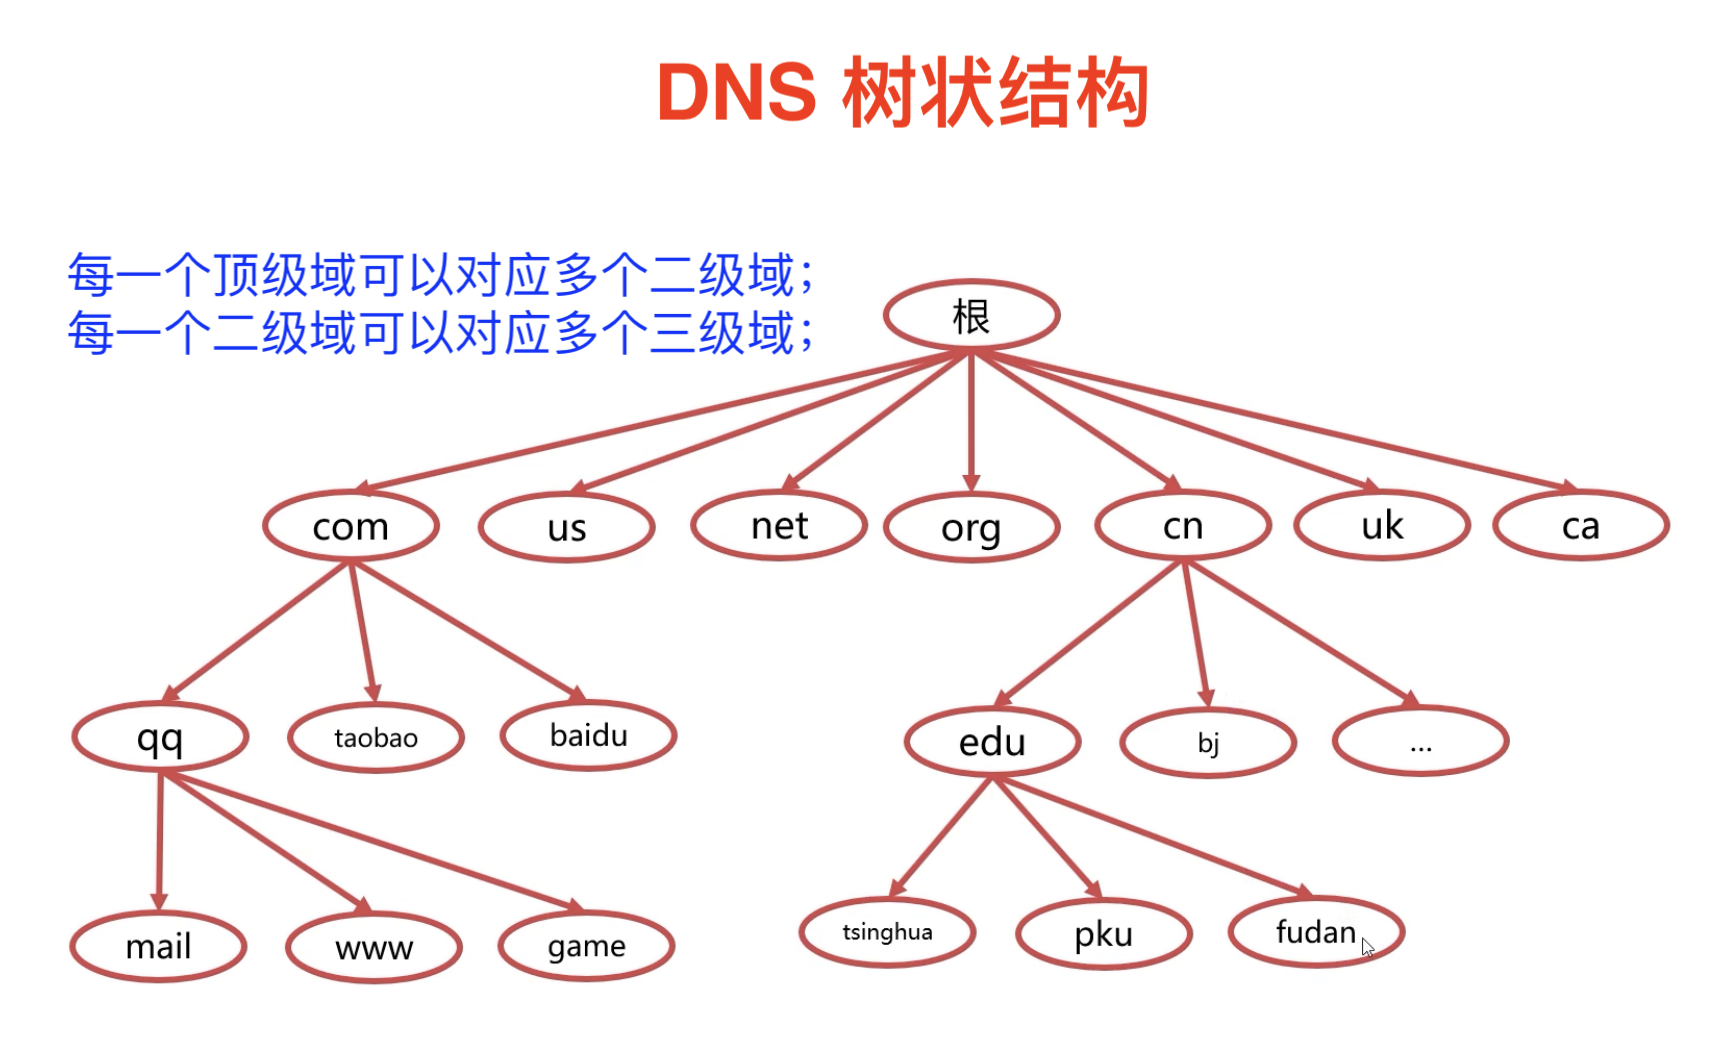 DNS 树状结构
每一个顶级域可以对应多个二级域；
每一个二级域可以对应多个三级域；
根
com
us
net
org
cn
uk
ca
qq
taobao
baidu
edu
bj
...
mail
www
game
tsinghua
pku
fudan